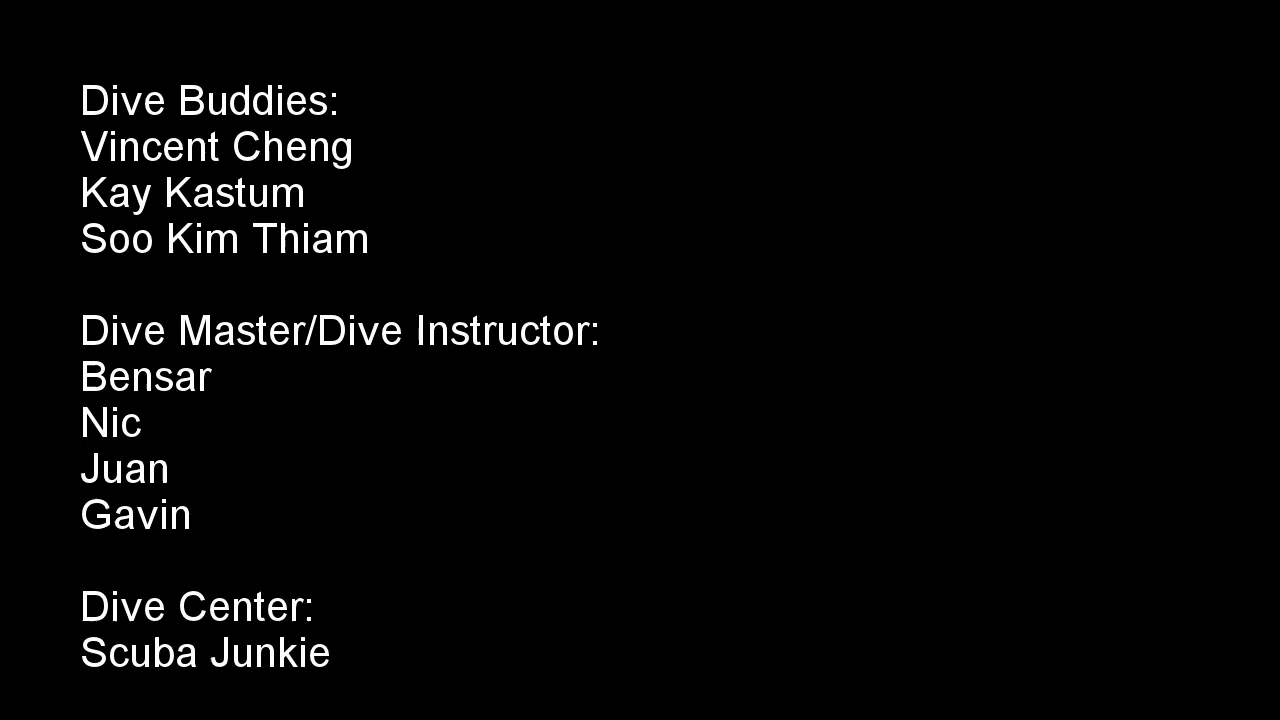 Dive Buddies:
Vincent Cheng
Kay Kastum
Soo Kim Thiam
Dive Master/Dive Instructor:
Bensar
Nic
Juan
Gavin
Dive Center:
Scuba Junkie